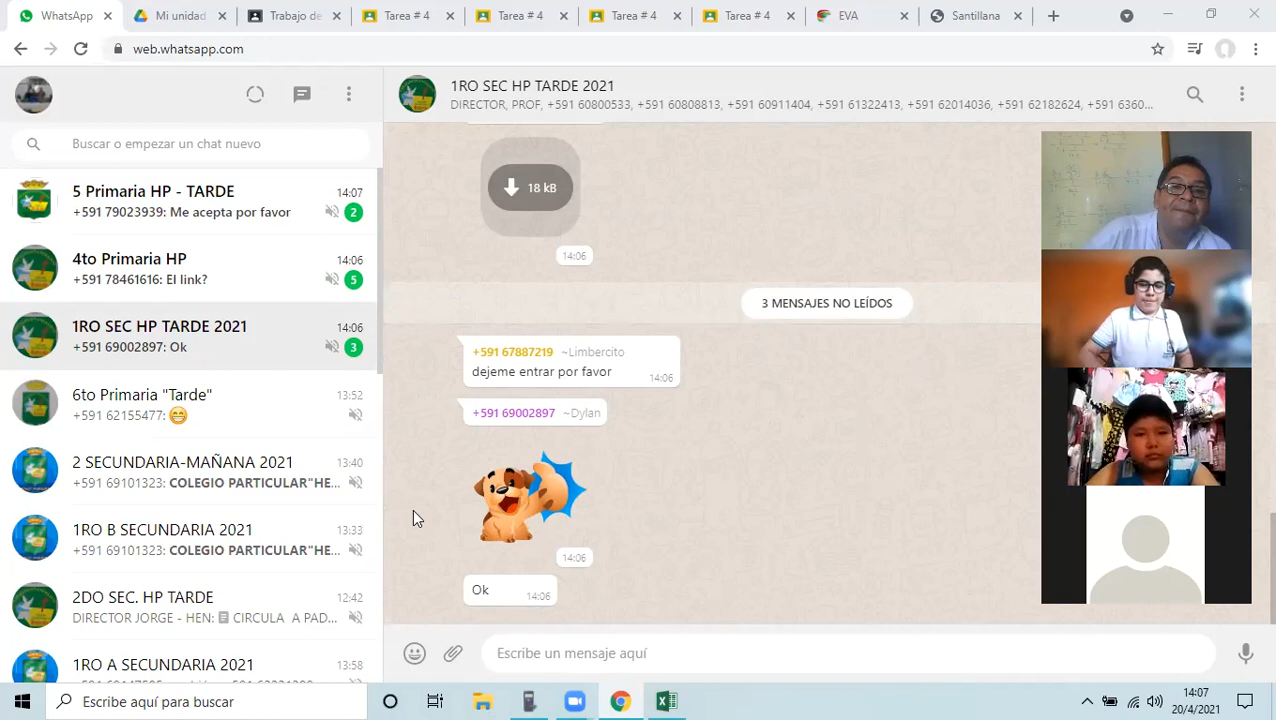 WhatsApp
Mi unidad
Trabajo de
Tarea # 4
Tarea # 4
Tarea # 4
Tarea # 4
EVA
Santillana
web.whatsapp.com
1RO SEC HP TARDE 2021
DIRECTOR, PROF, +591 60800533, +591 60808813, +591 60911404, +591 61322413, +591 62014036, +591 62182624, +591 6160...
Buscar o empezar un chat nuevo
5 Primaria HP - TARDE 14:07
+591 79023939: Me acepta por favor 2
4to Primaria HP 14:06
+591 78461616: El link? 5
1RO SEC HP TARDE 2021 14:06
+591 69002897: Ok 3
6to Primaria "Tarde" 13:52
+591 62155477:
2 SECUNDARIA-MAÑANA 2021 13:40
+591 69101323: COLEGIO PARTICULAR"HE...
1RO B SECUNDARIA 2021 13:33
+591 69101323: COLEGIO PARTICULAR"HE...
2DO SEC. HP TARDE 12:42
DIRECTOR JORGE - HEN: CIRCULA A PAD...
1RO A SECUNDARIA 2021 13:58
18 kB
14:06
3 MENSAJES NO LEÍDOS
+591 67887219 ~Limbercito
dejeme entrar por favor 14:06
+591 69002897 ~Dylan
14:06
Ok 14:06
Escribe un mensaje aquí
Escribe aquí para buscar
14:07
20/4/2021